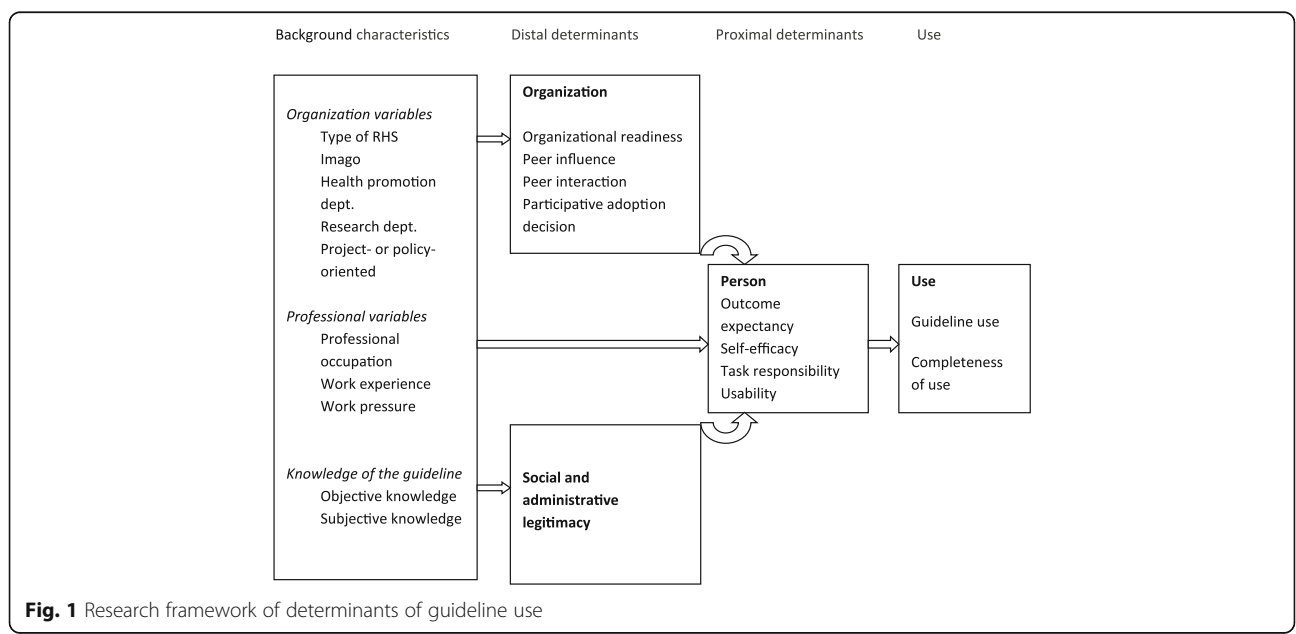 Background characteristics
Distal determinants
Proximal determinants
Use
Organization variables
Type of RHS
Imago
Health promotion
dept.
Research dept.
Project- or policy-
oriented
Professional variables
Professional
occupation
Work experience
Work pressure
Knowledge of the guideline
Objective knowledge
Subjective knowledge
Organization
Organizational readiness
Peer influence
Peer interaction
Participative adoption
decision
Social and
administrative
legitimacy
Person
Outcome
expectancy
Self-efficacy
Task responsibility
Usability
Use
Guideline use
Completeness
of use
Fig. 1 Research framework of determinants of guideline use